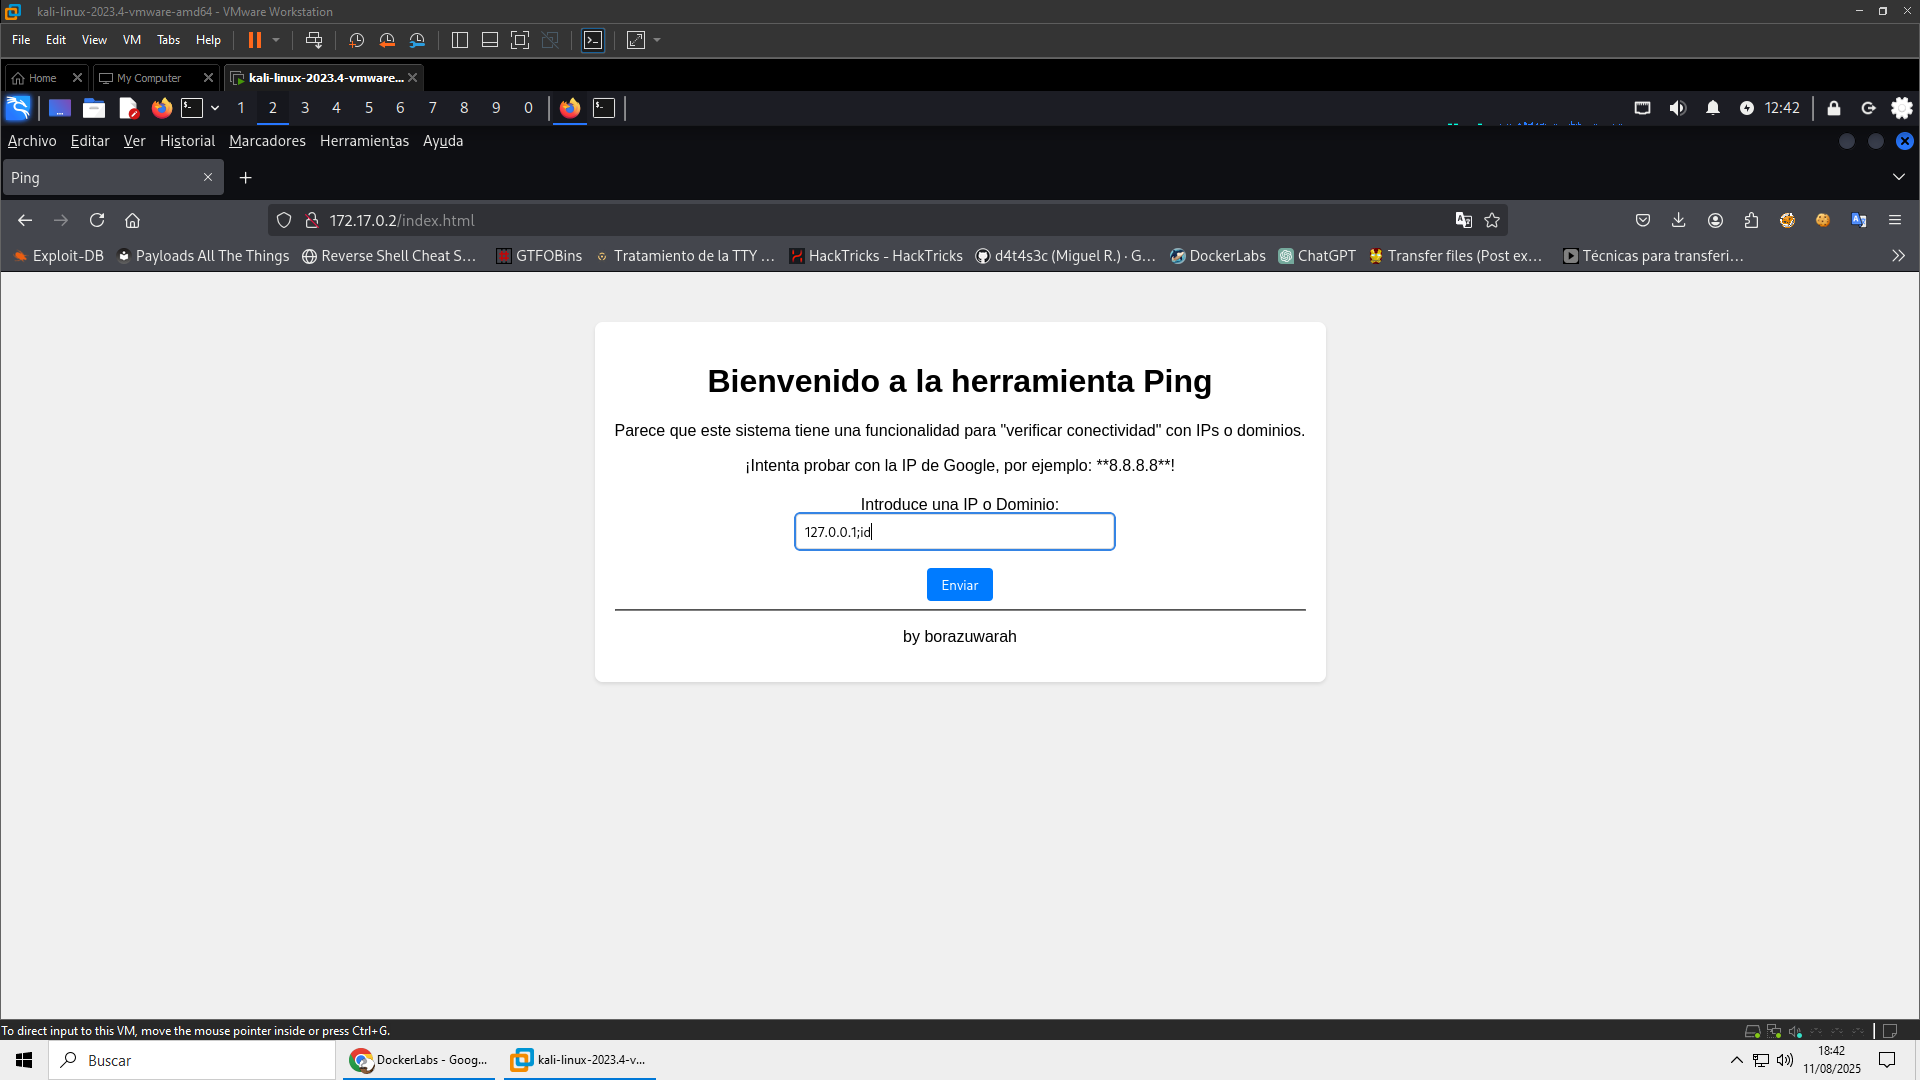 kali-linux-2023.4-vmware-amd64 - VMware Workstation
File Edit View VM Tabs Help
Home My Computer kali-linux-2023.4-vmware...
1 2 3 4 5 6 7 8 9 0 12:42
Archivo Editar Ver Historial Marcadores Herramientas Ayuda
Ping
172.17.0.2/index.html
Exploit-DB Payloads All The Things Reverse Shell Cheat S... GTFOBins Tratamiento de la TTY ... HackTricks - HackTricks d4t4s3c (Miguel R.) · G... DockerLabs ChatGPT Transfer files (Post ex... Técnicas para transferi...
Bienvenido a la herramienta Ping
Parece que este sistema tiene una funcionalidad para "verificar conectividad" con IPs o dominios.
¡Intenta probar con la IP de Google, por ejemplo: **8.8.8.8**!
Introduce una IP o Dominio:
127.0.0.1;id
Enviar
by borazuwarah
To direct input to this VM, move the mouse pointer inside or press Ctrl+G.
Buscar DockerLabs - Goog... kali-linux-2023.4-v... 18:42
11/08/2025